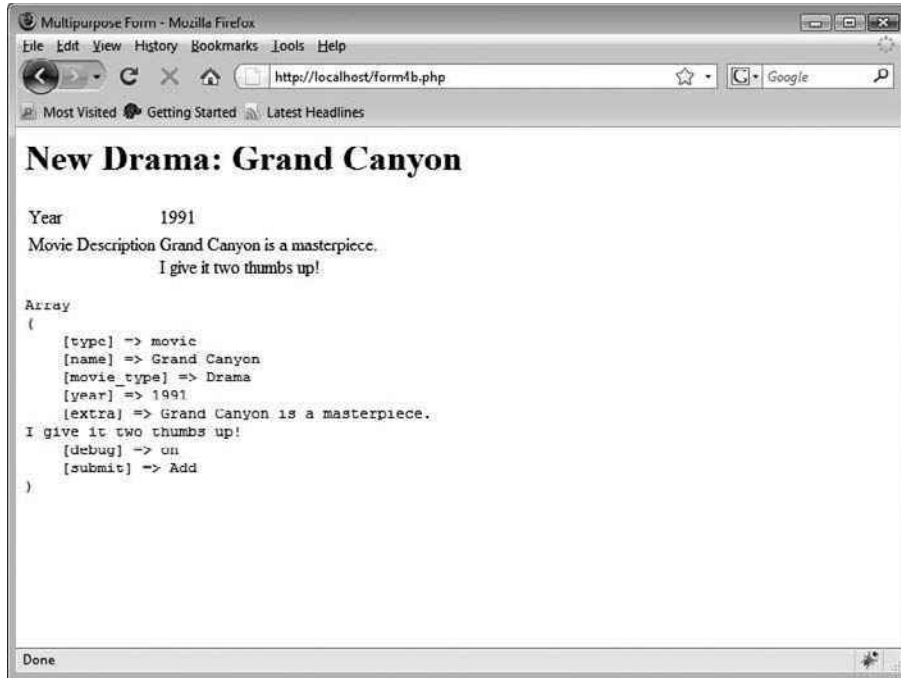 Multipurpose Form - Mozilla Firefox
File Edit View History Bookmarks Tools Help
http://localhost/form4b.php
G Google
Most Visited Getting Started Latest Headlines
New Drama: Grand Canyon
Year 1991
Movie Description Grand Canyon is a masterpiece.
I give it two thumbs up!
Array
(
[type] => movie
[name] => Grand Canyon
[movie_type] => Drama
[year] => 1991
[extra] => Grand Canyon is a masterpiece.
I give it two thumbs up!
[debug] => on
[submit] => Add
)
Done